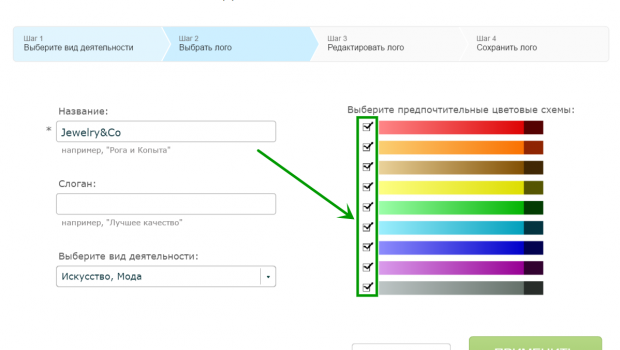 Шаг 1
Выберите вид деятельности
Шаг 2
Выбрать лого
Шаг 3
Редактировать лого
Шаг 4
Сохранить лого
Название:
* Jewelry&Co
например, "Рога и Копыта"
Слоган:
например, "Лучшее качество"
Выберите вид деятельности:
Искусство, Мода
Выберите предпочтительные цветовые схемы: